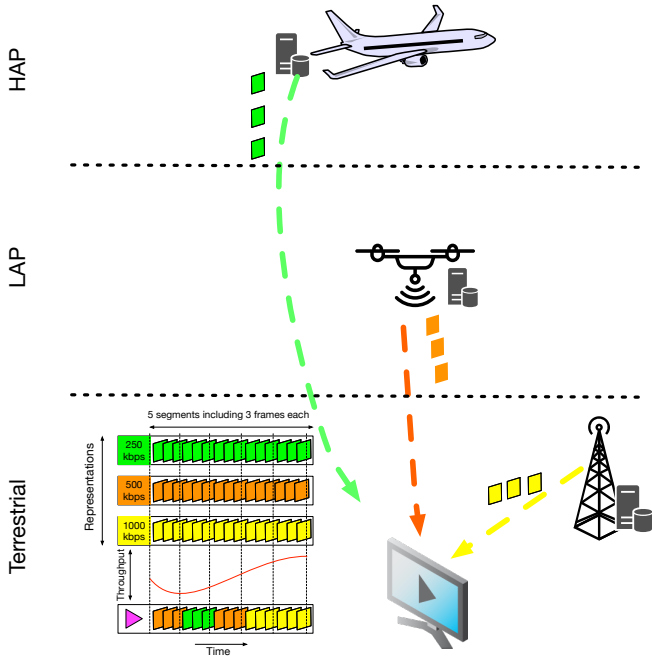 HAP
LAP
Terrestrial
5 segments including 3 frames each
Representations
250
kbps
500
kbps
1000
kbps
Throughput
Time